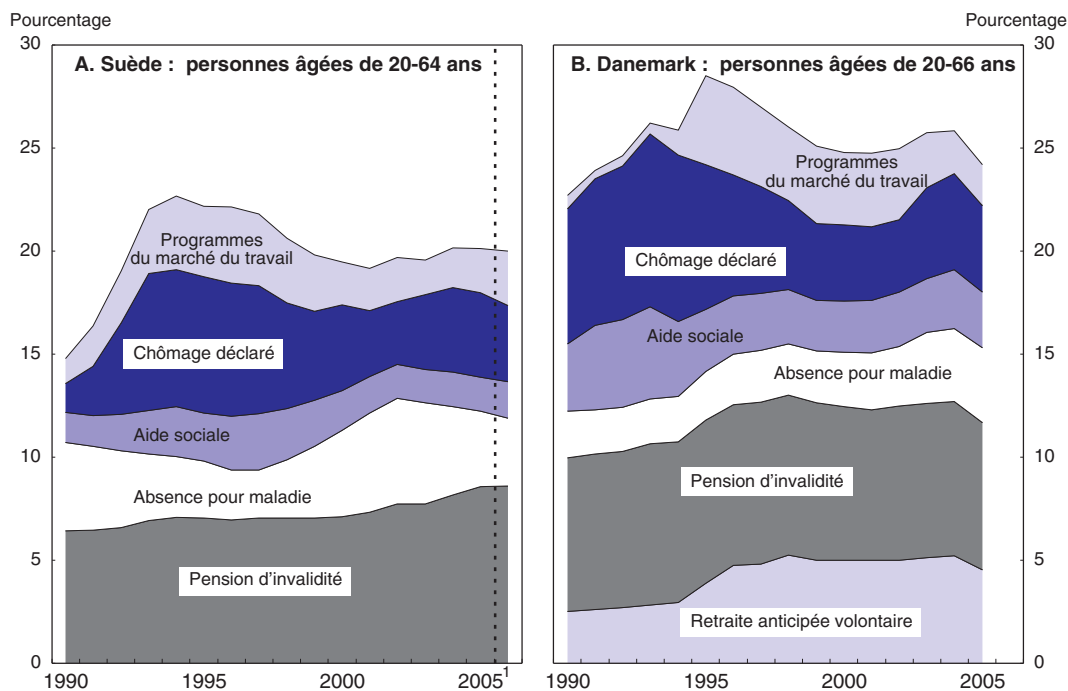 Pourcentage
Pourcentage
A. Suède : personnes âgées de 20-64 ans
30
25
20
15
10
5
0
Programmes
du marché du travail
Chômage déclaré
Aide sociale
Absence pour maladie
Pension d'invalidité
1990
1995
2000
2005¹
B. Danemark : personnes âgées de 20-66 ans
Programmes
du marché du travail
Chômage déclaré
Aide sociale
Absence pour maladie
Pension d'invalidité
Retraite anticipée volontaire
30
25
20
15
10
5
0
1990
1995
2000
2005